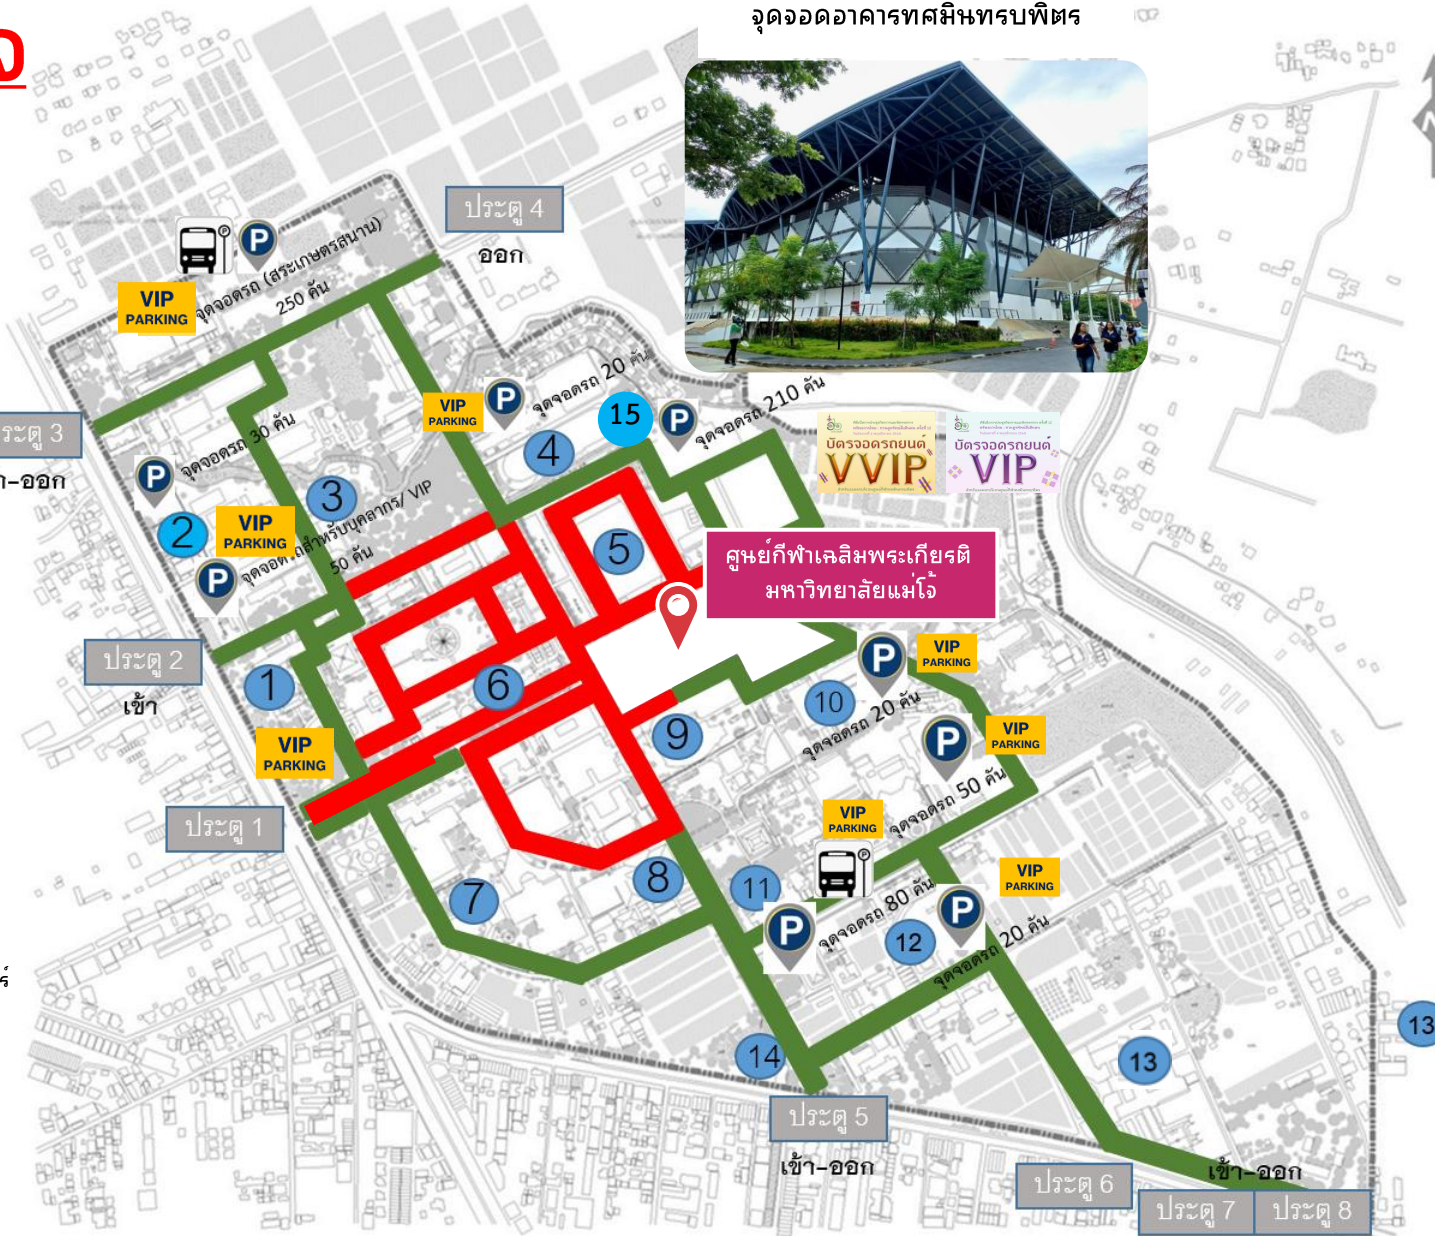 จ
จุดจอดอาคารทศมินทรบพิตร
N
ประตู 4
ออก
P
P
VIP
PARKING
จุดจอดรถ (สระเกษตรสนาน)
250 คัน
VIP
PARKING
P
จุดจอดรถ 20 คัน
15
P
จุดจอดรถ 210 คัน
4
ระตู 3
า-ออก
P
จุดจอดรถ 30 คัน
3
2
VIP
PARKING
P
จุดจอดรถสำหรับบุคลากร/ VIP
50 คัน
บัตรจอดรถยนต์
VVIP
บัตรจอดรถยนต์
VIP
5
ศูนย์กีฬาเฉลิมพระเกียรติ
มหาวิทยาลัยแม่โจ้
ประตู 2
เข้า
1
6
VIP
PARKING
P
VIP
PARKING
10
จุดจอดรถ 20 คัน
9
P
VIP
PARKING
จุดจอดรถ 50 คัน
ประตู 1
VIP
PARKING
P
VIP
PARKING
7
8
11
P
จุดจอดรถ 80 คัน
12
P
จุดจอดรถ 20 คัน
ร์
13
14
13
ประตู 5
เข้า-ออก
ประตู 6
เข้า-ออก
ประตู 7
ประตู 8